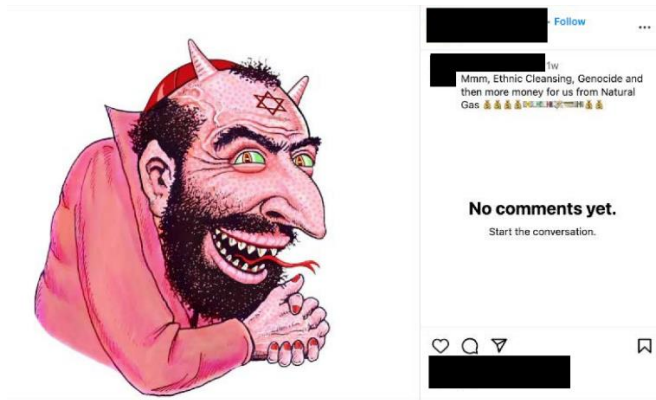 Follow
1w
Mmm, Ethnic Cleansing, Genocide and
then more money for us from Natural
Gas 💰💰💰💰💰💰
No comments yet.
Start the conversation.